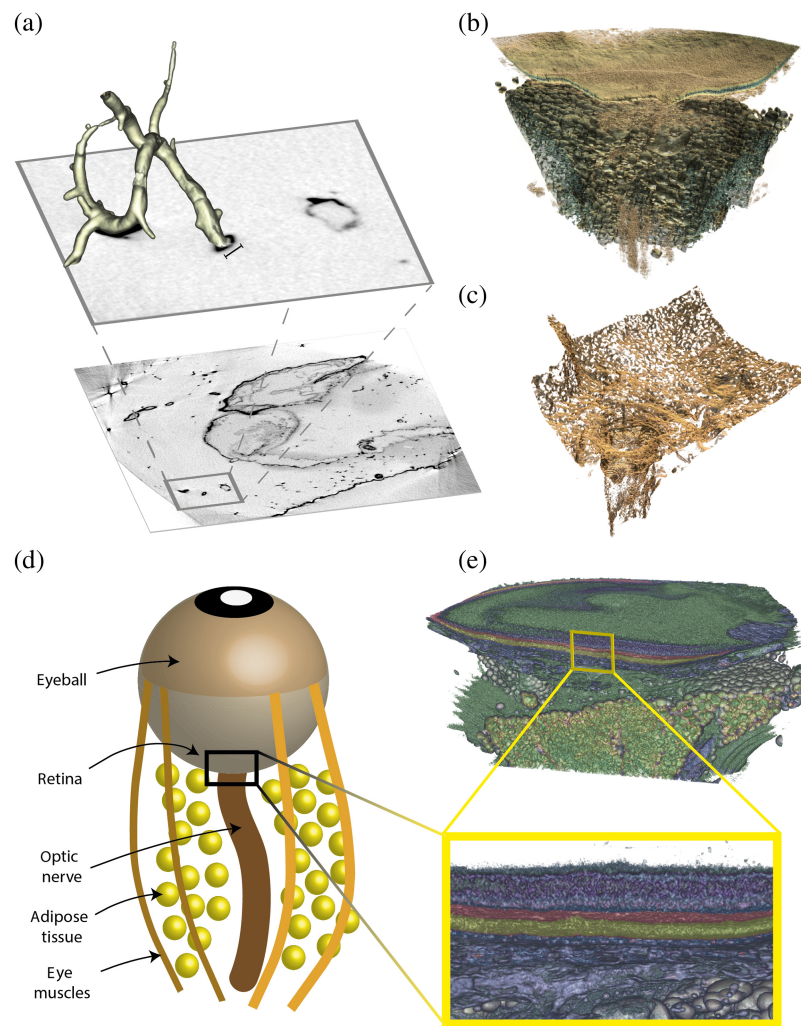 (a)
(b)
(c)
(d)
(e)
Eyeball
Retina
Optic
nerve
Adipose
tissue
Eye
muscles